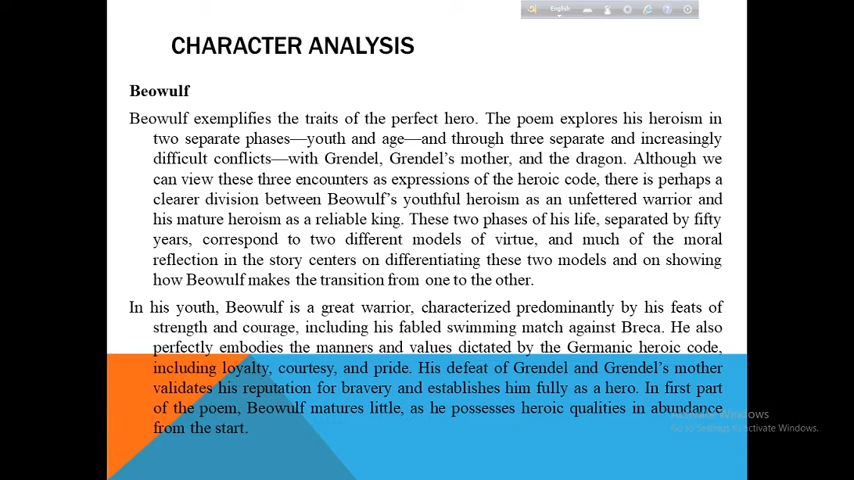 English
CHARACTER ANALYSIS
Beowulf
Beowulf exemplifies the traits of the perfect hero. The poem explores his heroism in
two separate phases—youth and age—and through three separate and increasingly
difficult conflicts—with Grendel, Grendel's mother, and the dragon. Although we
can view these three encounters as expressions of the heroic code, there is perhaps a
clearer division between Beowulf's youthful heroism as an unfettered warrior and
his mature heroism as a reliable king. These two phases of his life, separated by fifty
years, correspond to two different models of virtue, and much of the moral
reflection in the story centers on differentiating these two models and on showing
how Beowulf makes the transition from one to the other.
In his youth, Beowulf is a great warrior, characterized predominantly by his feats of
strength and courage, including his fabled swimming match against Breca. He also
perfectly embodies the manners and values dictated by the Germanic heroic code,
including loyalty, courtesy, and pride. His defeat of Grendel and Grendel's mother
validates his reputation for bravery and establishes him fully as a hero. In first part
of the poem, Beowulf matures little, as he possesses heroic qualities in abundance
from the start.
Activate Windows
Go to Settings to activate Windows.